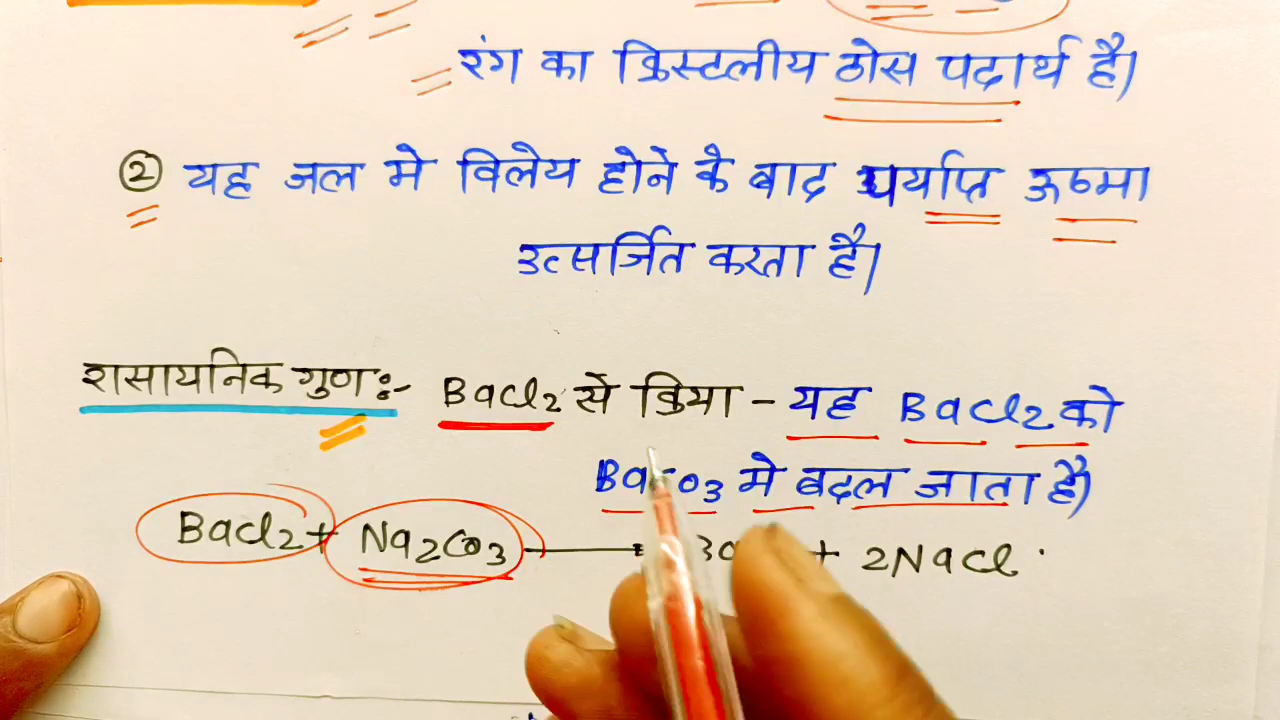 रंग का क्रिस्टलीय ठोस पदार्थ है।
② यह जल मे विलेय होने के बाद पर्याप्त ऊष्मा
उत्सर्जित करता है।
रासायनिक गुण :- BaCl2 से क्रिया - यह BaCl2 को
BaCO3 मे बदल जाता है)
BaCl2 + Na2CO3 → + 2NaCl